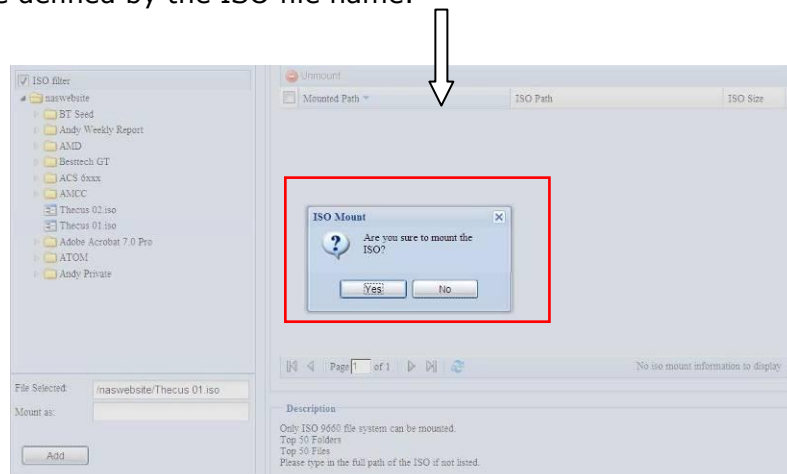 defined by the ISO file name.
ISO filter
naswebsite
BT Seed
Andy Weekly Report
AMD
Besttech GT
ACS 6xxx
AMCC
Thecus 02.iso
Thecus 01.iso
Adobe Acrobat 7.0 Pro
ATOM
Andy Private
File Selected: /naswebsite/Thecus 01.iso
Mount as:
Add
Unmount
Mounted Path ISO Path ISO Size
ISO Mount
Are you sure to mount the
ISO?
Yes No
Page 1 of 1 No iso mount information to display
Description
Only ISO 9660 file system can be mounted.
Top 50 Folders
Top 50 Files
Please type in the full path of the ISO if not listed.